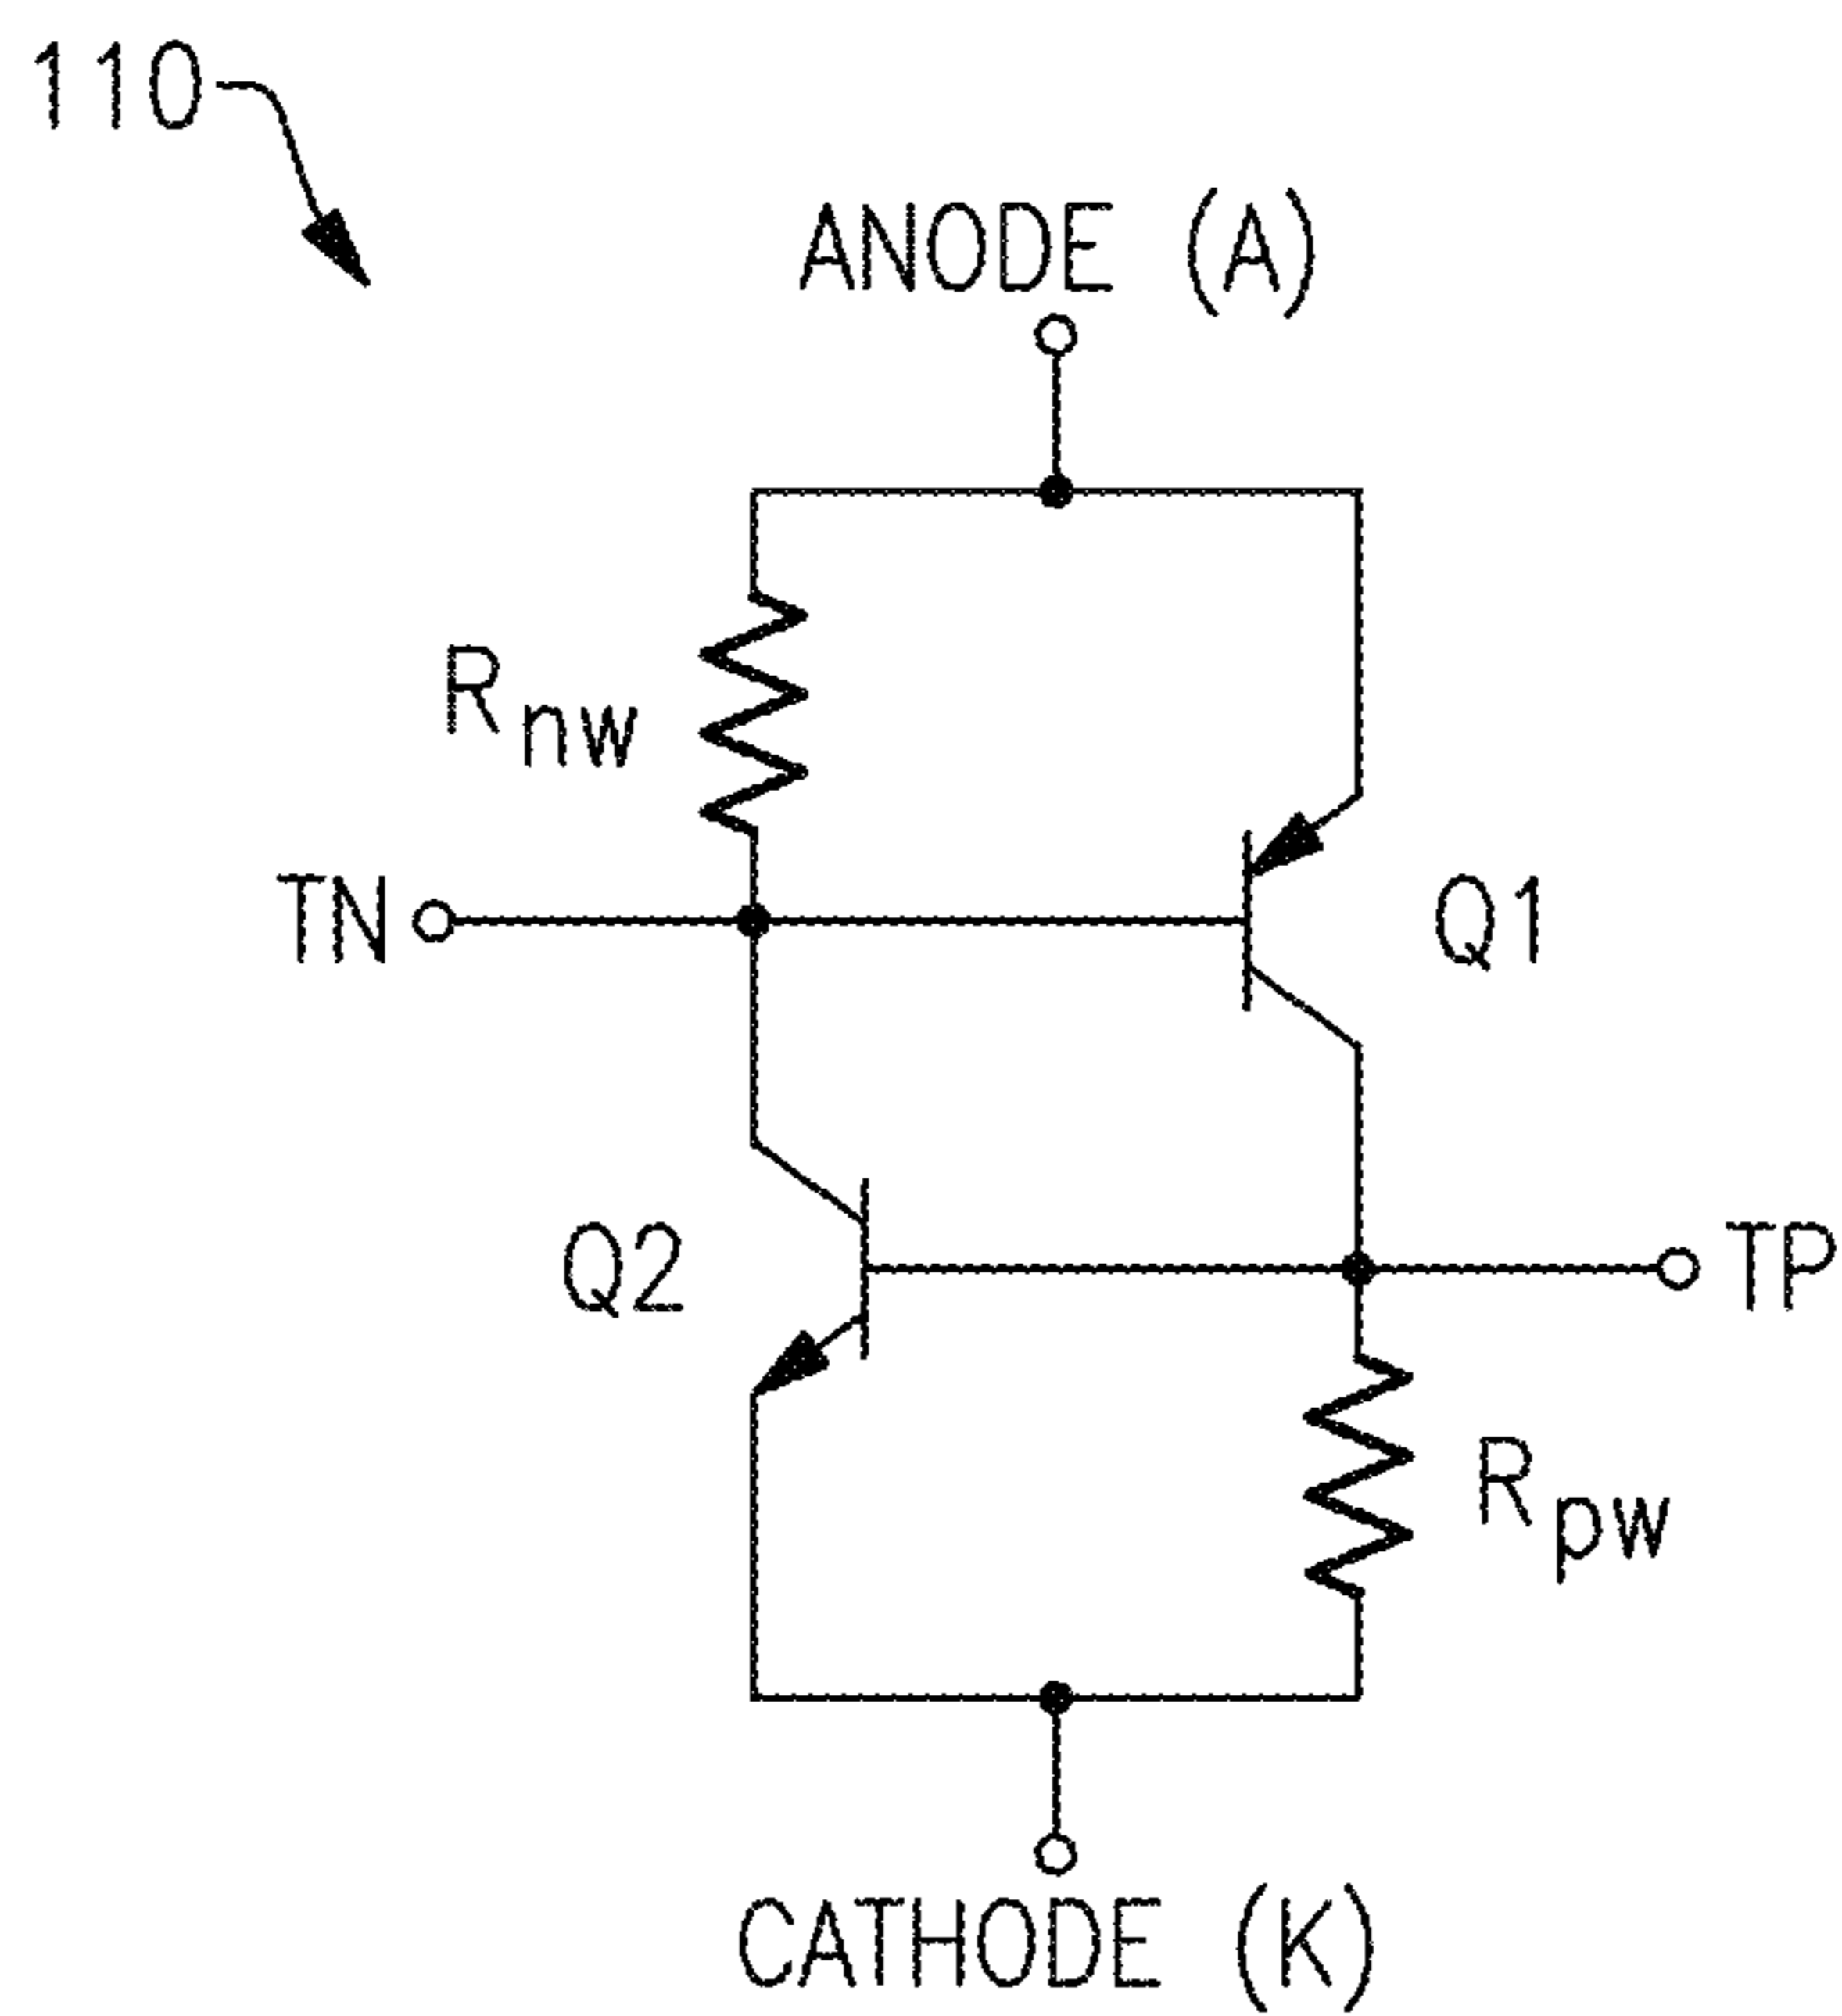 110
ANODE (A)
Rnw
TN
Q1
Q2
TP
Rpw
CATHODE (K)